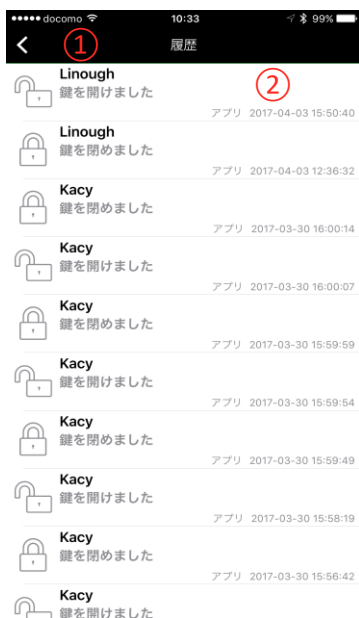 docomo 10:33 99%
① 履歴
Linough ②
鍵を開けました
アプリ 2017-04-03 15:50:40
Linough
鍵を閉めました
アプリ 2017-04-03 12:36:32
Kacy
鍵を閉めました
アプリ 2017-03-30 16:00:14
Kacy
鍵を開けました
アプリ 2017-03-30 16:00:07
Kacy
鍵を閉めました
アプリ 2017-03-30 15:59:59
Kacy
鍵を開けました
アプリ 2017-03-30 15:59:54
Kacy
鍵を閉めました
アプリ 2017-03-30 15:59:49
Kacy
鍵を開けました
アプリ 2017-03-30 15:58:19
Kacy
鍵を閉めました
アプリ 2017-03-30 15:56:42
Kacy
鍵を開けました